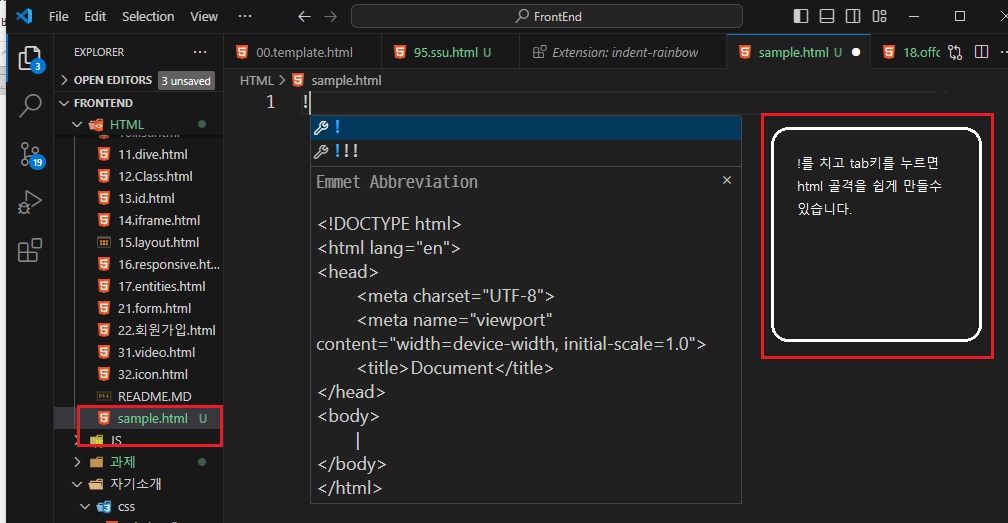 File Edit Selection View ··· FrontEnd
EXPLORER ···
00.template.html 95.ssu.html U Extension: indent-rainbow sample.html U
OPEN EDITORS 3 unsaved
HTML > sample.html
FRONTEND
1 !
HTML
11.dive.html
12.Class.html
13.id.html
14.iframe.html
15.layout.html
16.responsive.ht...
17.entities.html
21.form.html
22.회원가입.html
31.video.html
32.icon.html
README.MD
sample.html U
JS
과제
자기소개
css
3
19
!
!!!
Emmet Abbreviation ×
<!DOCTYPE html>
<html lang="en">
<head>
<meta charset="UTF-8">
<meta name="viewport"
content="width=device-width, initial-scale=1.0">
<title>Document</title>
</head>
<body>
|
</body>
</html>
!를 치고 tab키를 누르면
html 골격을 쉽게 만들수
있습니다.